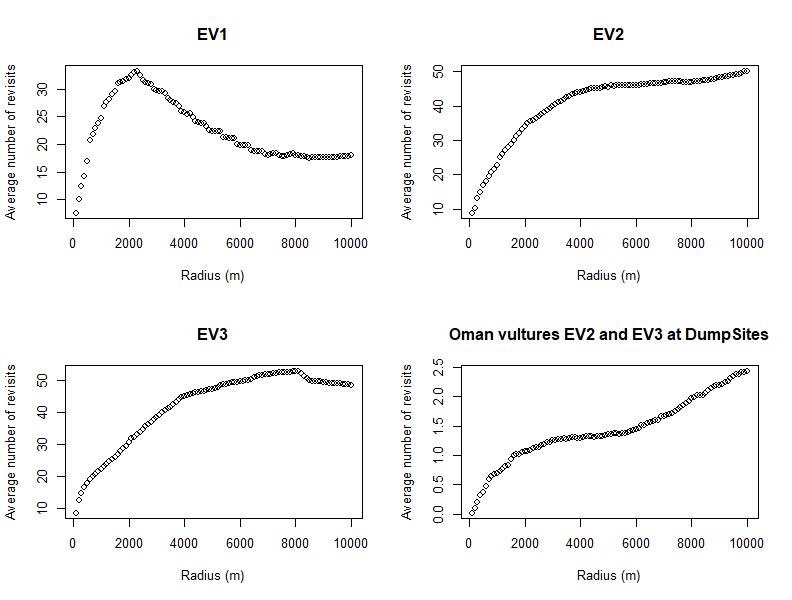 EV1
Average number of revisits
10 15 20 25 30
0 2000 4000 6000 8000 10000
Radius (m)
EV2
Average number of revisits
10 20 30 40 50
0 2000 4000 6000 8000 10000
Radius (m)
EV3
Average number of revisits
10 20 30 40 50
0 2000 4000 6000 8000 10000
Radius (m)
Oman vultures EV2 and EV3 at DumpSites
Average number of revisits
0.0 0.5 1.0 1.5 2.0 2.5
0 2000 4000 6000 8000 10000
Radius (m)